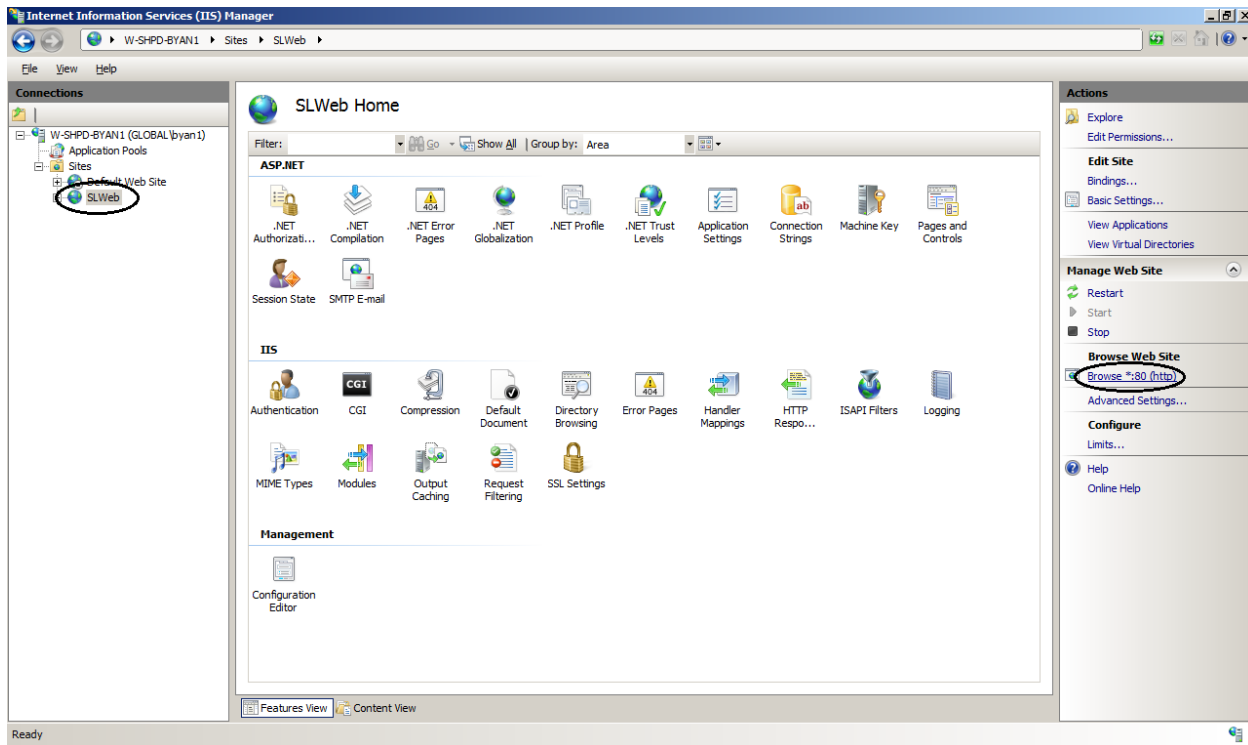 Internet Information Services (IIS) Manager
W-SHPD-BYAN1 Sites SLWeb
File View Help
Connections
W-SHPD-BYAN1 (GLOBAL\byan1)
Application Pools
Sites
Default Web Site
SLWeb
SLWeb Home
Filter: Go Show All Group by: Area
ASP.NET
.NET Authorizati...
.NET Compilation
.NET Error Pages
.NET Globalization
.NET Profile
.NET Trust Levels
Application Settings
Connection Strings
Machine Key
Pages and Controls
Session State
SMTP E-mail
IIS
Authentication
CGI
Compression
Default Document
Directory Browsing
Error Pages
Handler Mappings
HTTP Respo...
ISAPI Filters
Logging
MIME Types
Modules
Output Caching
Request Filtering
SSL Settings
Management
Configuration Editor
Features View Content View
Actions
Explore
Edit Permissions...
Edit Site
Bindings...
Basic Settings...
View Applications
View Virtual Directories
Manage Web Site
Restart
Start
Stop
Browse Web Site
Browse *:80 (http)
Advanced Settings...
Configure
Limits...
Help
Online Help
Ready